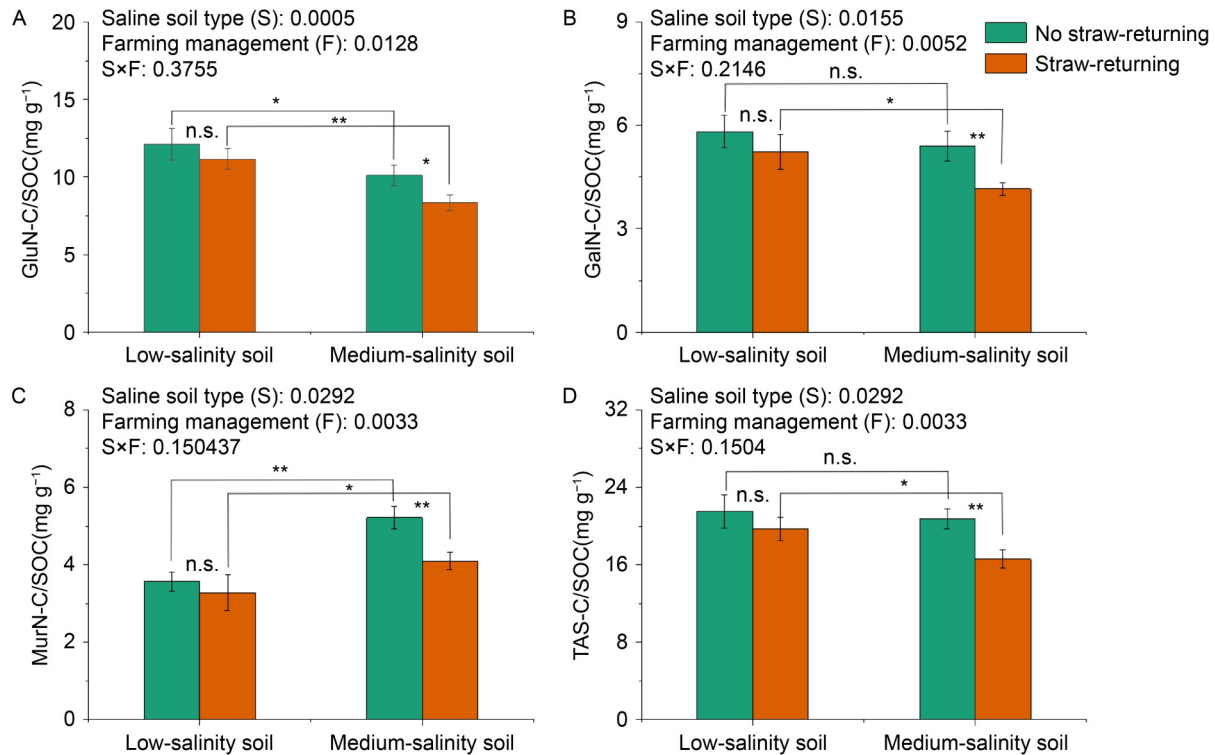 A
Saline soil type (S): 0.0005
Farming management (F): 0.0128
S×F: 0.3755
GluN-C/SOC(mg g⁻¹)
20
15
10
5
0
*
n.s.
**
*
Low-salinity soil
Medium-salinity soil
B
Saline soil type (S): 0.0155
Farming management (F): 0.0052
S×F: 0.2146
No straw-returning
Straw-returning
GalN-C/SOC(mg g⁻¹)
9
6
3
0
n.s.
n.s.
*
**
Low-salinity soil
Medium-salinity soil
C
Saline soil type (S): 0.0292
Farming management (F): 0.0033
S×F: 0.150437
MurN-C/SOC(mg g⁻¹)
8
6
4
2
0
**
*
**
n.s.
Low-salinity soil
Medium-salinity soil
D
Saline soil type (S): 0.0292
Farming management (F): 0.0033
S×F: 0.1504
TAS-C/SOC(mg g⁻¹)
32
24
16
8
0
n.s.
n.s.
*
**
Low-salinity soil
Medium-salinity soil